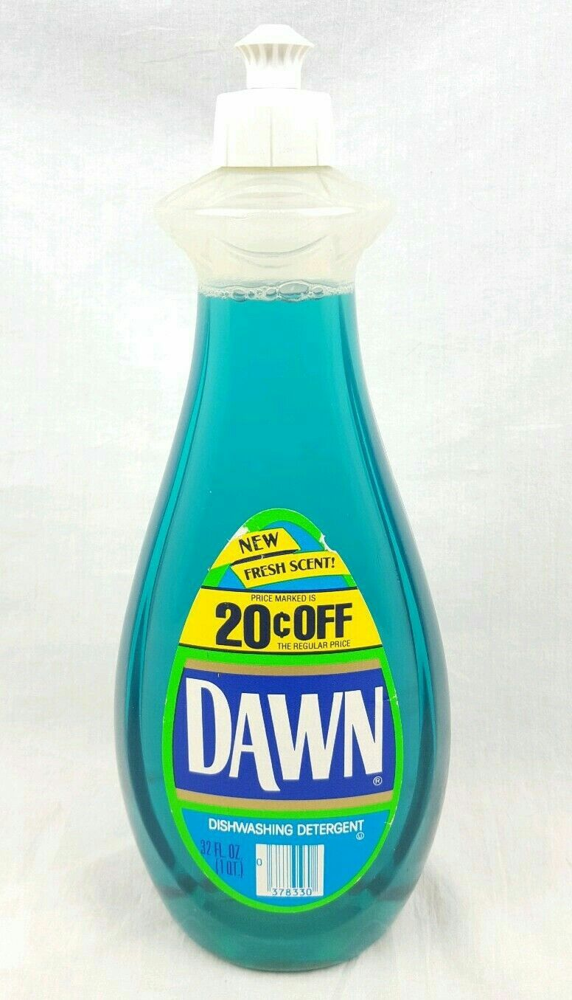 NEW
FRESH SCENT!
PRICE MARKED IS
20¢OFF
THE REGULAR PRICE
DAWN®
DISHWASHING DETERGENT
Ⓤ
32 FL. OZ.
(1 QT.)
0
378330